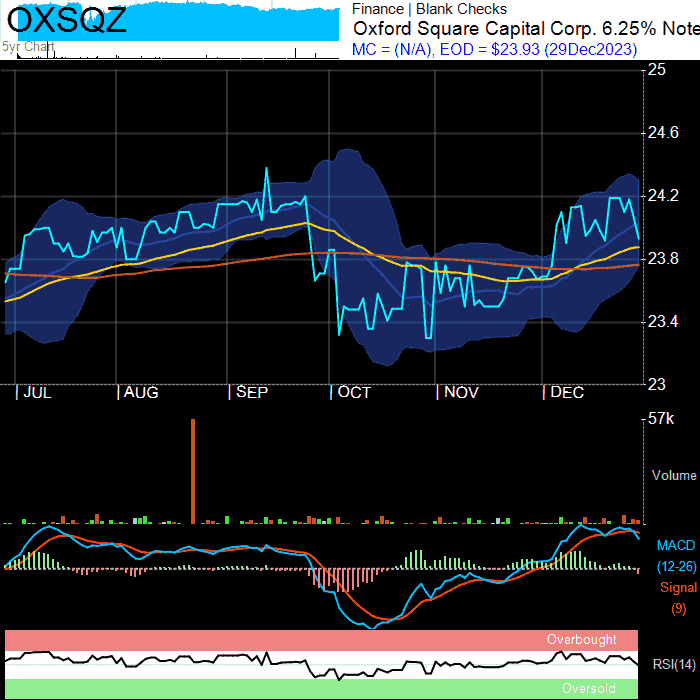 OXSQZ
5yr Chart
Finance | Blank Checks
Oxford Square Capital Corp. 6.25% Note
MC = (N/A), EOD = $23.93 (29Dec2023)
25
24.6
24.2
23.8
23.4
23
JUL AUG SEP OCT NOV DEC
57k
Volume
MACD
(12-26)
Signal
(9)
Overbought
RSI(14)
Oversold